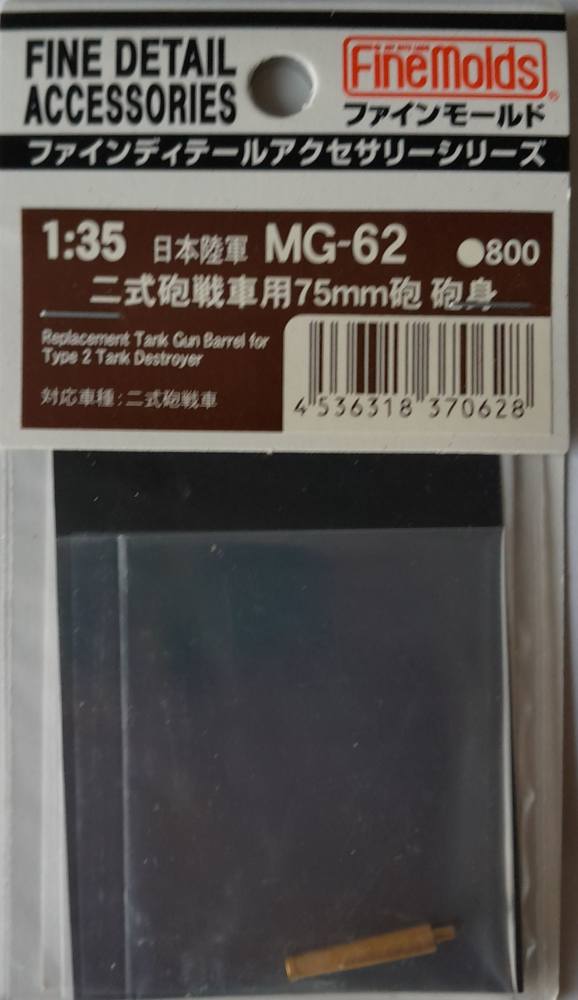 FINE DETAIL
ACCESSORIES
FineMolds®
ファインモールド
ファインディテールアクセサリーシリーズ
1:35 日本陸軍 MG-62 ●800
二式砲戦車用75mm砲 砲身
Replacement Tank Gun Barrel for
Type 2 Tank Destroyer
対応車種:二式砲戦車
4 536318 370628